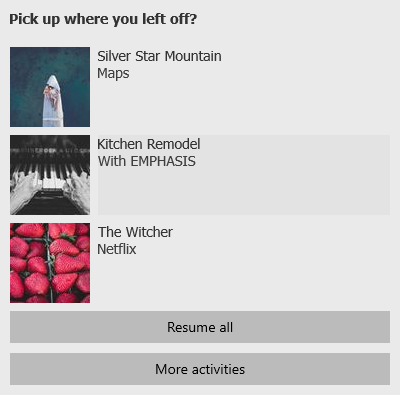 Pick up where you left off?
Silver Star Mountain
Maps
Kitchen Remodel
With EMPHASIS
The Witcher
Netflix
Resume all
More activities